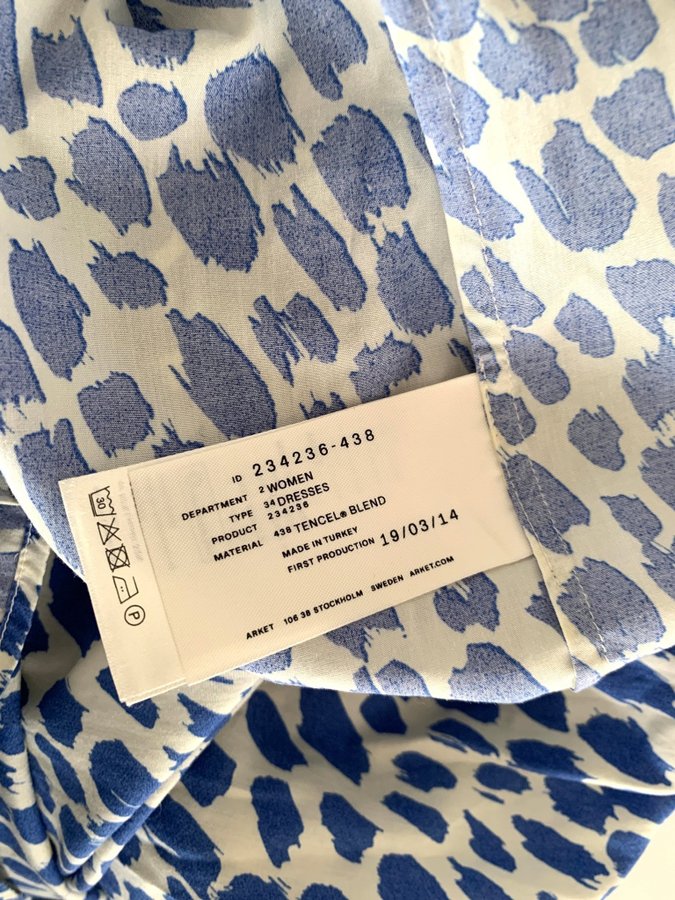 ID 234236-438
DEPARTMENT 2 WOMEN
TYPE 34 DRESSES
PRODUCT 234236
MATERIAL 438 TENCEL® BLEND
MADE IN TURKEY
FIRST PRODUCTION 19/03/14
ARKET 106 38 STOCKHOLM SWEDEN ARKET.COM
30
P